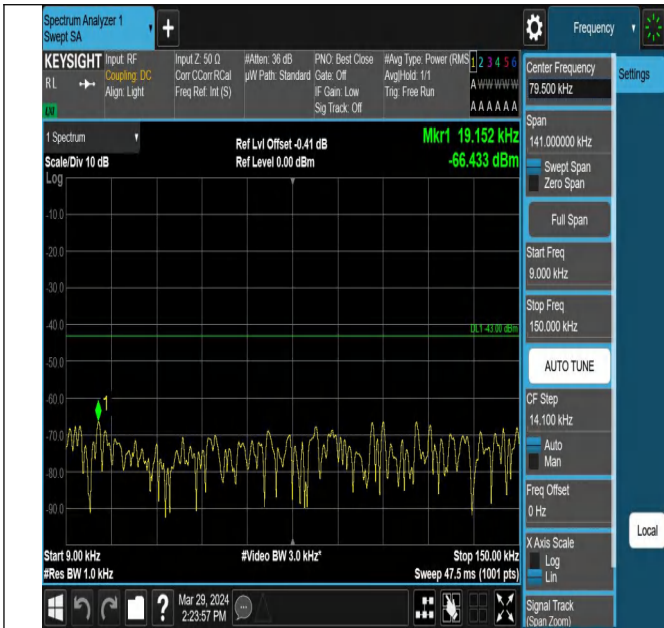 Spectrum Analyzer 1
Swept SA
Frequency
KEYSIGHT
RL
LXI
Input: RF
Coupling: DC
Align: Light
Input Z: 50 Ω
Corr CCorr RCal
Freq Ref: Int (S)
#Atten: 36 dB
µW Path: Standard
PNO: Best Close
Gate: Off
IF Gain: Low
Sig Track: Off
#Avg Type: Power (RMS
Avg|Hold: 1/1
Trig: Free Run
1 2 3 4 5 6
A W W W W W
A A A A A A
1 Spectrum
Scale/Div 10 dB
Log
Ref Lvl Offset -0.41 dB
Ref Level 0.00 dBm
Mkr1 19.152 kHz
-66.433 dBm
-10.0
-20.0
-30.0
-40.0
-50.0
-60.0
-70.0
-80.0
-90.0
DL1 -43.00 dBm
1
Start 9.00 kHz
#Res BW 1.0 kHz
#Video BW 3.0 kHz*
Stop 150.00 kHz
Sweep 47.5 ms (1001 pts)
Mar 29, 2024
2:23:57 PM
Center Frequency
79.500 kHz
Settings
Span
141.000000 kHz
Swept Span
Zero Span
Full Span
Start Freq
9.000 kHz
Stop Freq
150.000 kHz
AUTO TUNE
CF Step
14.100 kHz
Auto
Man
Freq Offset
0 Hz
X Axis Scale
Log
Lin
Local
Signal Track
(Span Zoom)